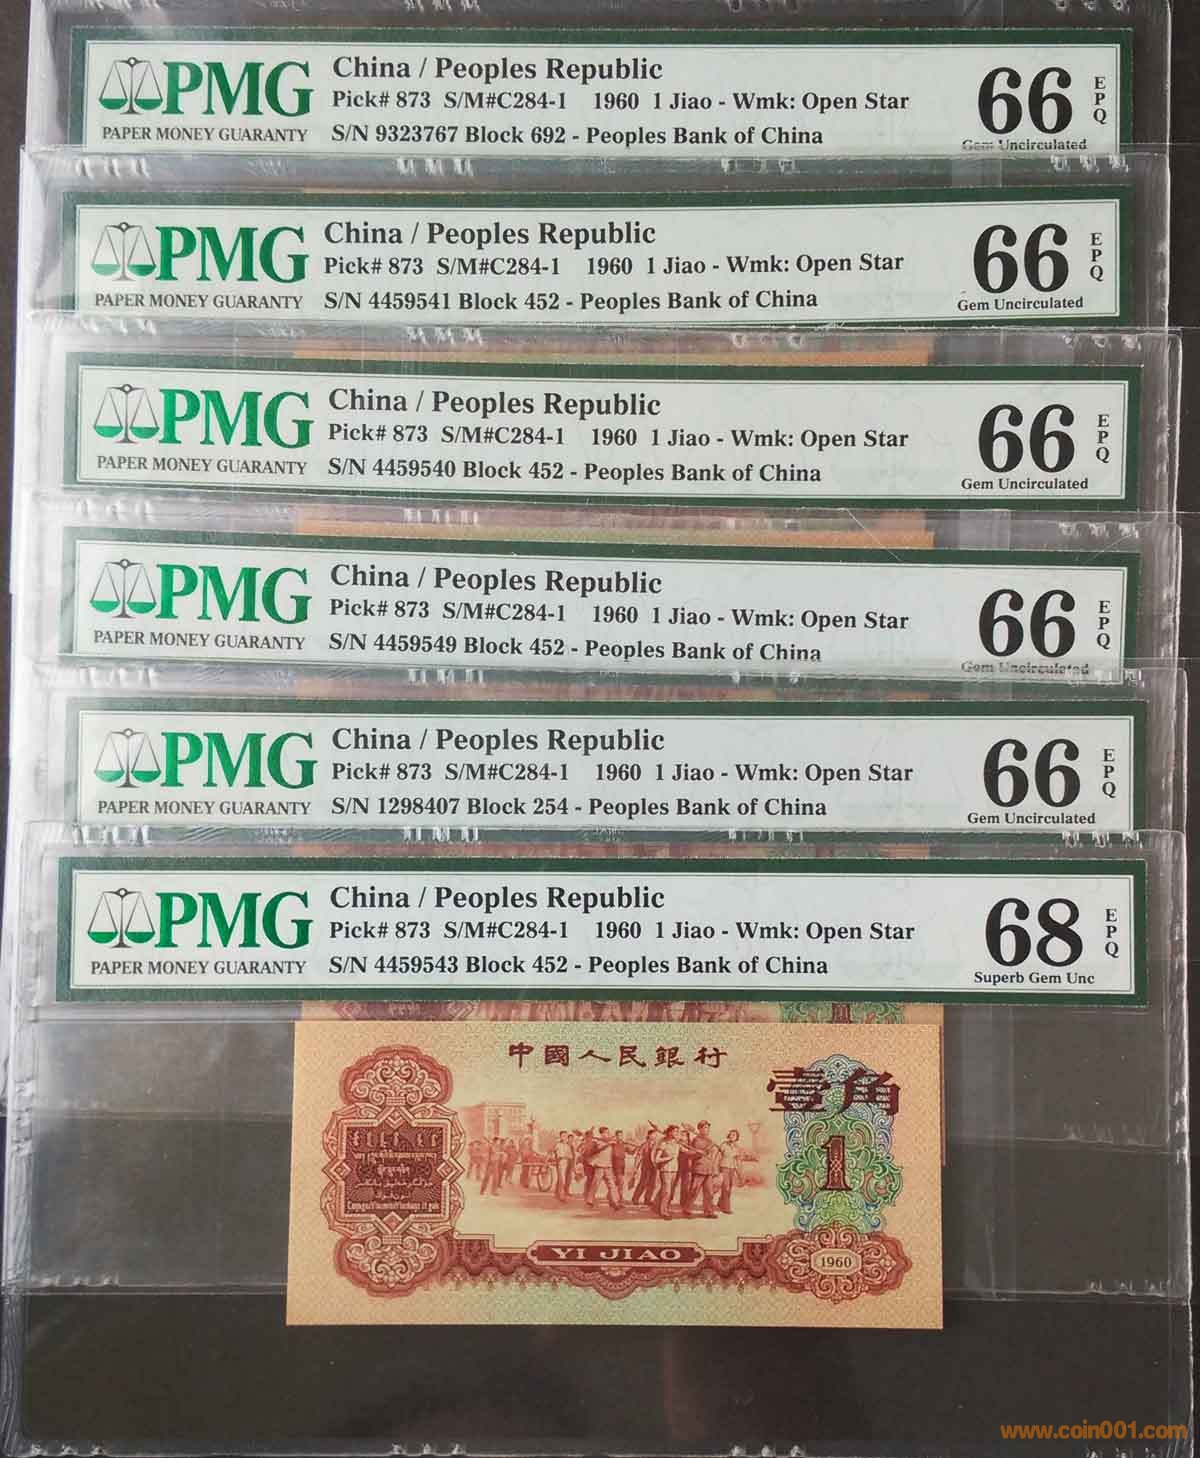 PMG
PAPER MONEY GUARANTY
China / Peoples Republic
Pick# 873 S/M#C284-1 1960 1 Jiao - Wmk: Open Star
S/N 9323767 Block 692 - Peoples Bank of China
66
EPQ
Gem Uncirculated
PMG
PAPER MONEY GUARANTY
China / Peoples Republic
Pick# 873 S/M#C284-1 1960 1 Jiao - Wmk: Open Star
S/N 4459541 Block 452 - Peoples Bank of China
66
EPQ
Gem Uncirculated
PMG
PAPER MONEY GUARANTY
China / Peoples Republic
Pick# 873 S/M#C284-1 1960 1 Jiao - Wmk: Open Star
S/N 4459540 Block 452 - Peoples Bank of China
66
EPQ
Gem Uncirculated
PMG
PAPER MONEY GUARANTY
China / Peoples Republic
Pick# 873 S/M#C284-1 1960 1 Jiao - Wmk: Open Star
S/N 4459549 Block 452 - Peoples Bank of China
66
EPQ
Gem Uncirculated
PMG
PAPER MONEY GUARANTY
China / Peoples Republic
Pick# 873 S/M#C284-1 1960 1 Jiao - Wmk: Open Star
S/N 1298407 Block 254 - Peoples Bank of China
66
EPQ
Gem Uncirculated
PMG
PAPER MONEY GUARANTY
China / Peoples Republic
Pick# 873 S/M#C284-1 1960 1 Jiao - Wmk: Open Star
S/N 4459543 Block 452 - Peoples Bank of China
68
EPQ
Superb Gem Unc
1
中國人民銀行
壹角
1
YI JIAO
1960
www.coin001.com